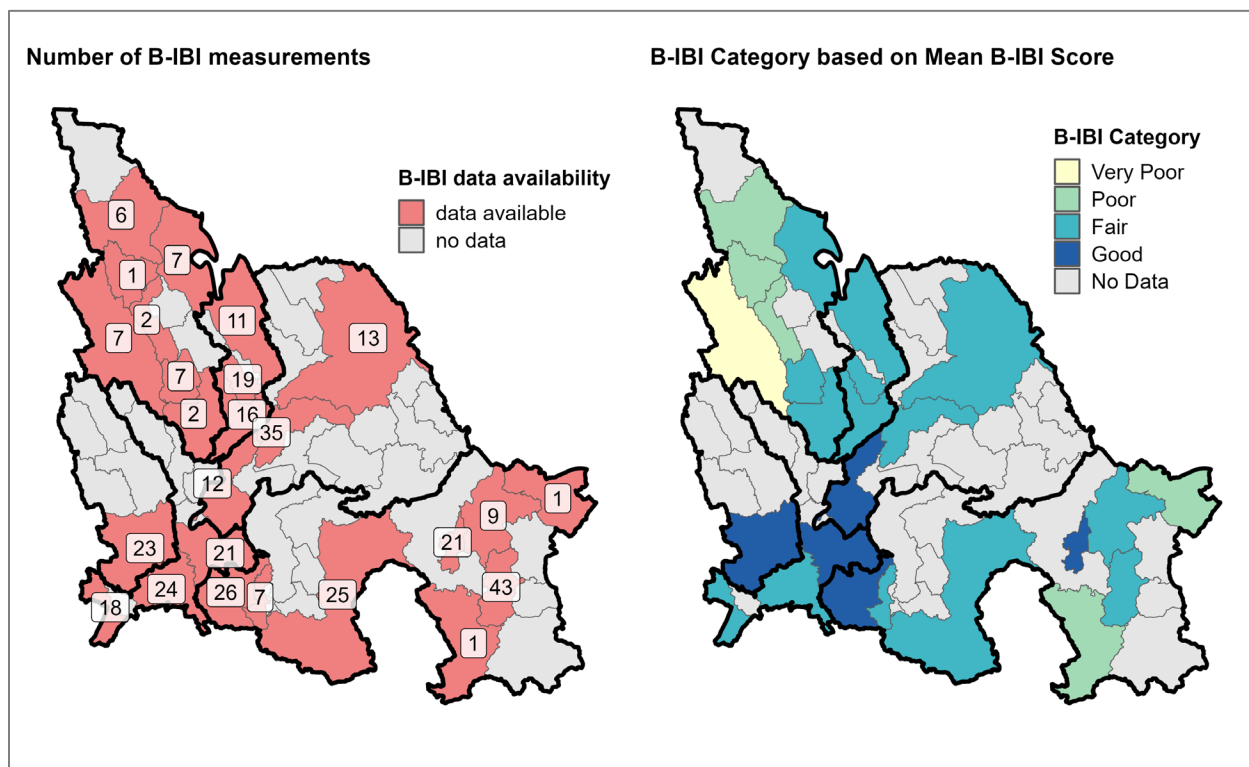 Number of B-IBI measurements
B-IBI Category based on Mean B-IBI Score
B-IBI data availability
data available
no data
6
7
1
2
7
11
13
7
19
2
16
35
12
1
9
23
21
21
24
26
7
25
43
18
1
B-IBI Category
Very Poor
Poor
Fair
Good
No Data